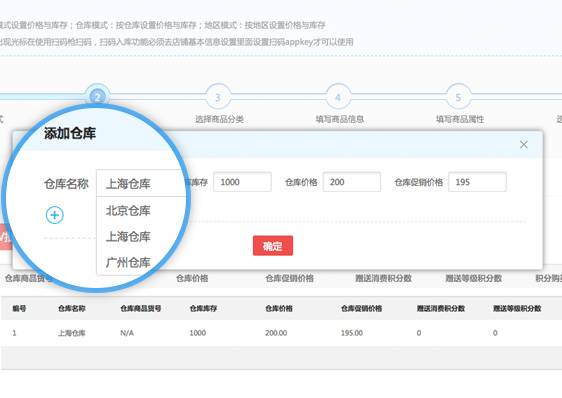 模式设置价格与库存；仓库模式：按仓库设置价格与库存；地区模式：按地区设置价格与库存
出现光标在使用扫码枪扫码，扫码入库功能必须去店铺基本信息设置里面设置扫码appkey才可以使用
2 3 4 5
式 选择商品分类 填写商品信息 填写商品属性
添加仓库
仓库名称 上海仓库 库存 1000 仓库价格 200 仓库促销价格 195
北京仓库
上海仓库
广州仓库
确定
仓库商品货号 仓库价格 仓库促销价格 赠送消费积分数 赠送等级积分数 积分购
编号 仓库名称 仓库商品货号 仓库库存 仓库价格 仓库促销价格 赠送消费积分数 赠送等级积分数
1 上海仓库 N/A 1000 200.00 195.00 0 0